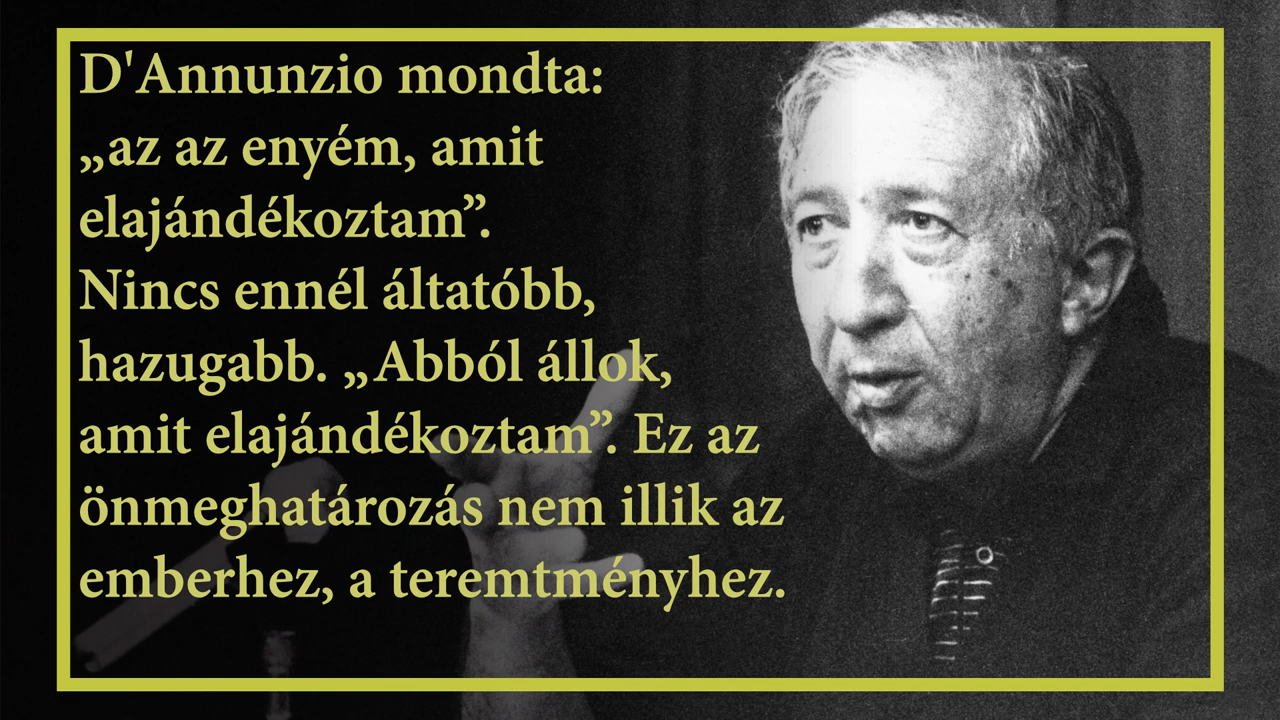 D'Annunzio mondta:
„az az enyém, amit
elajándékoztam”.
Nincs ennél áltatóbb,
hazugabb. „Abból állok,
amit elajándékoztam”. Ez az
önmeghatározás nem illik az
emberhez, a teremtményhez.